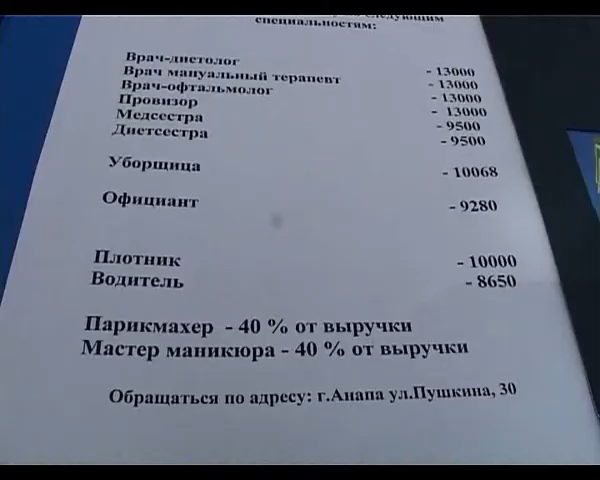 следующим
специальностям:
Врач-диетолог - 13000
Врач мануальный терапевт - 13000
Врач-офтальмолог - 13000
Провизор - 13000
Медсестра - 9500
Диетсестра - 9500
Уборщица - 10068
Официант - 9280
Плотник - 10000
Водитель - 8650
Парикмахер - 40 % от выручки
Мастер маникюра - 40 % от выручки
Обращаться по адресу: г.Анапа ул.Пушкина, 30